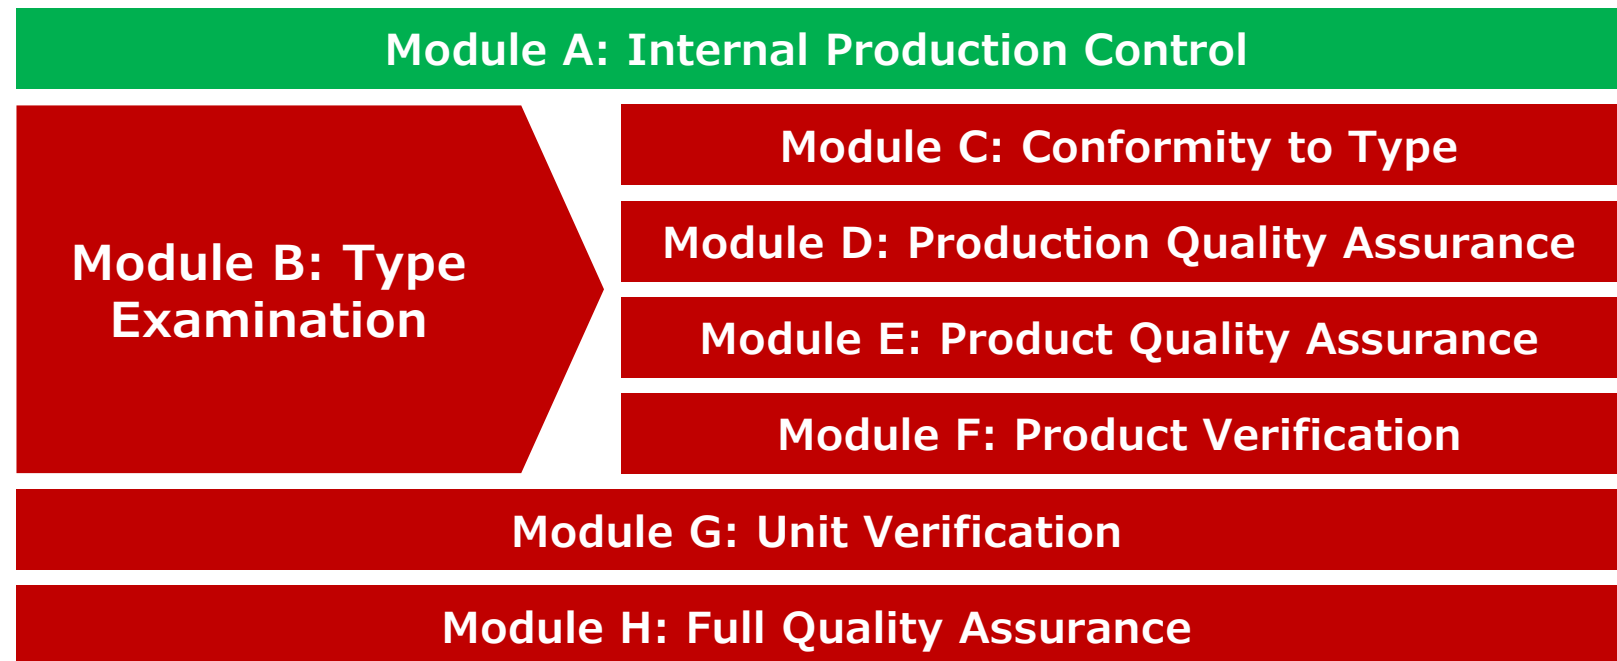 Module A: Internal Production Control
Module B: Type
Examination
Module C: Conformity to Type
Module D: Production Quality Assurance
Module E: Product Quality Assurance
Module F: Product Verification
Module G: Unit Verification
Module H: Full Quality Assurance